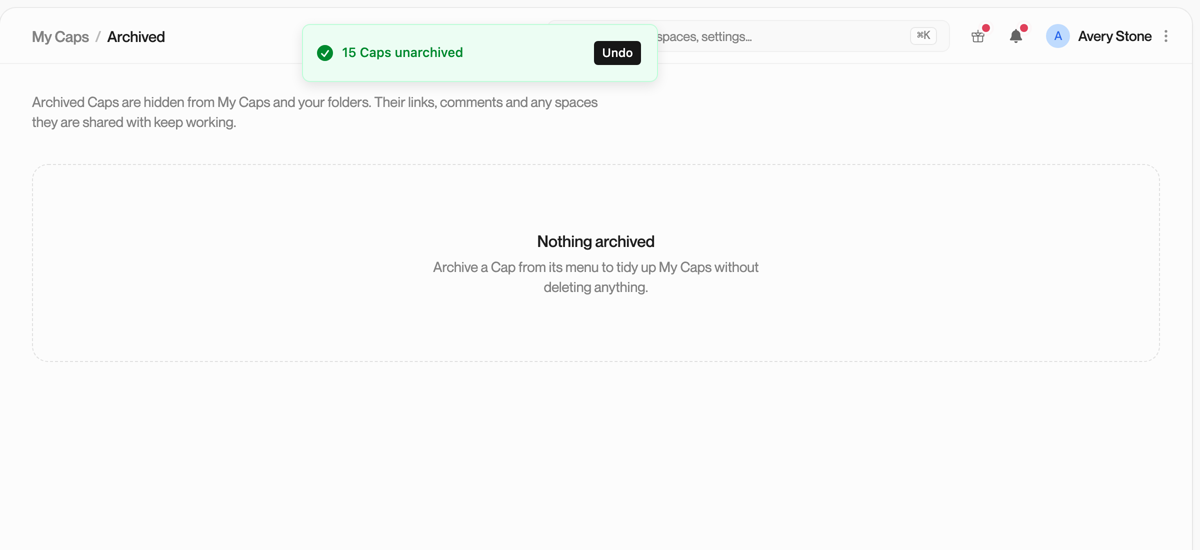 My Caps / Archived
15 Caps unarchived
Undo
spaces, settings...
⌘K
A
Avery Stone
Archived Caps are hidden from My Caps and your folders. Their links, comments and any spaces
they are shared with keep working.
Nothing archived
Archive a Cap from its menu to tidy up My Caps without
deleting anything.